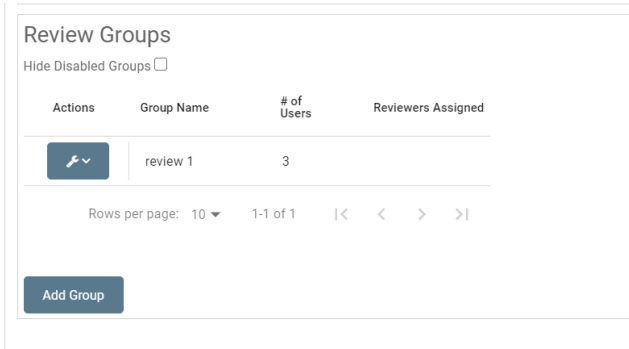 Review Groups
Hide Disabled Groups
Actions Group Name # of Users Reviewers Assigned
review 1 3
Rows per page: 10 1-1 of 1
Add Group